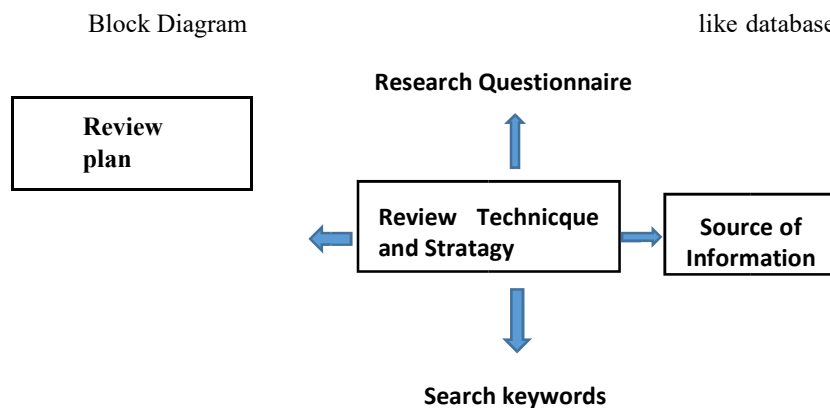 Block Diagram
like database
Research Questionnaire
Review
plan
Review Technicque
and Stratagy
Source of
Information
Search keywords